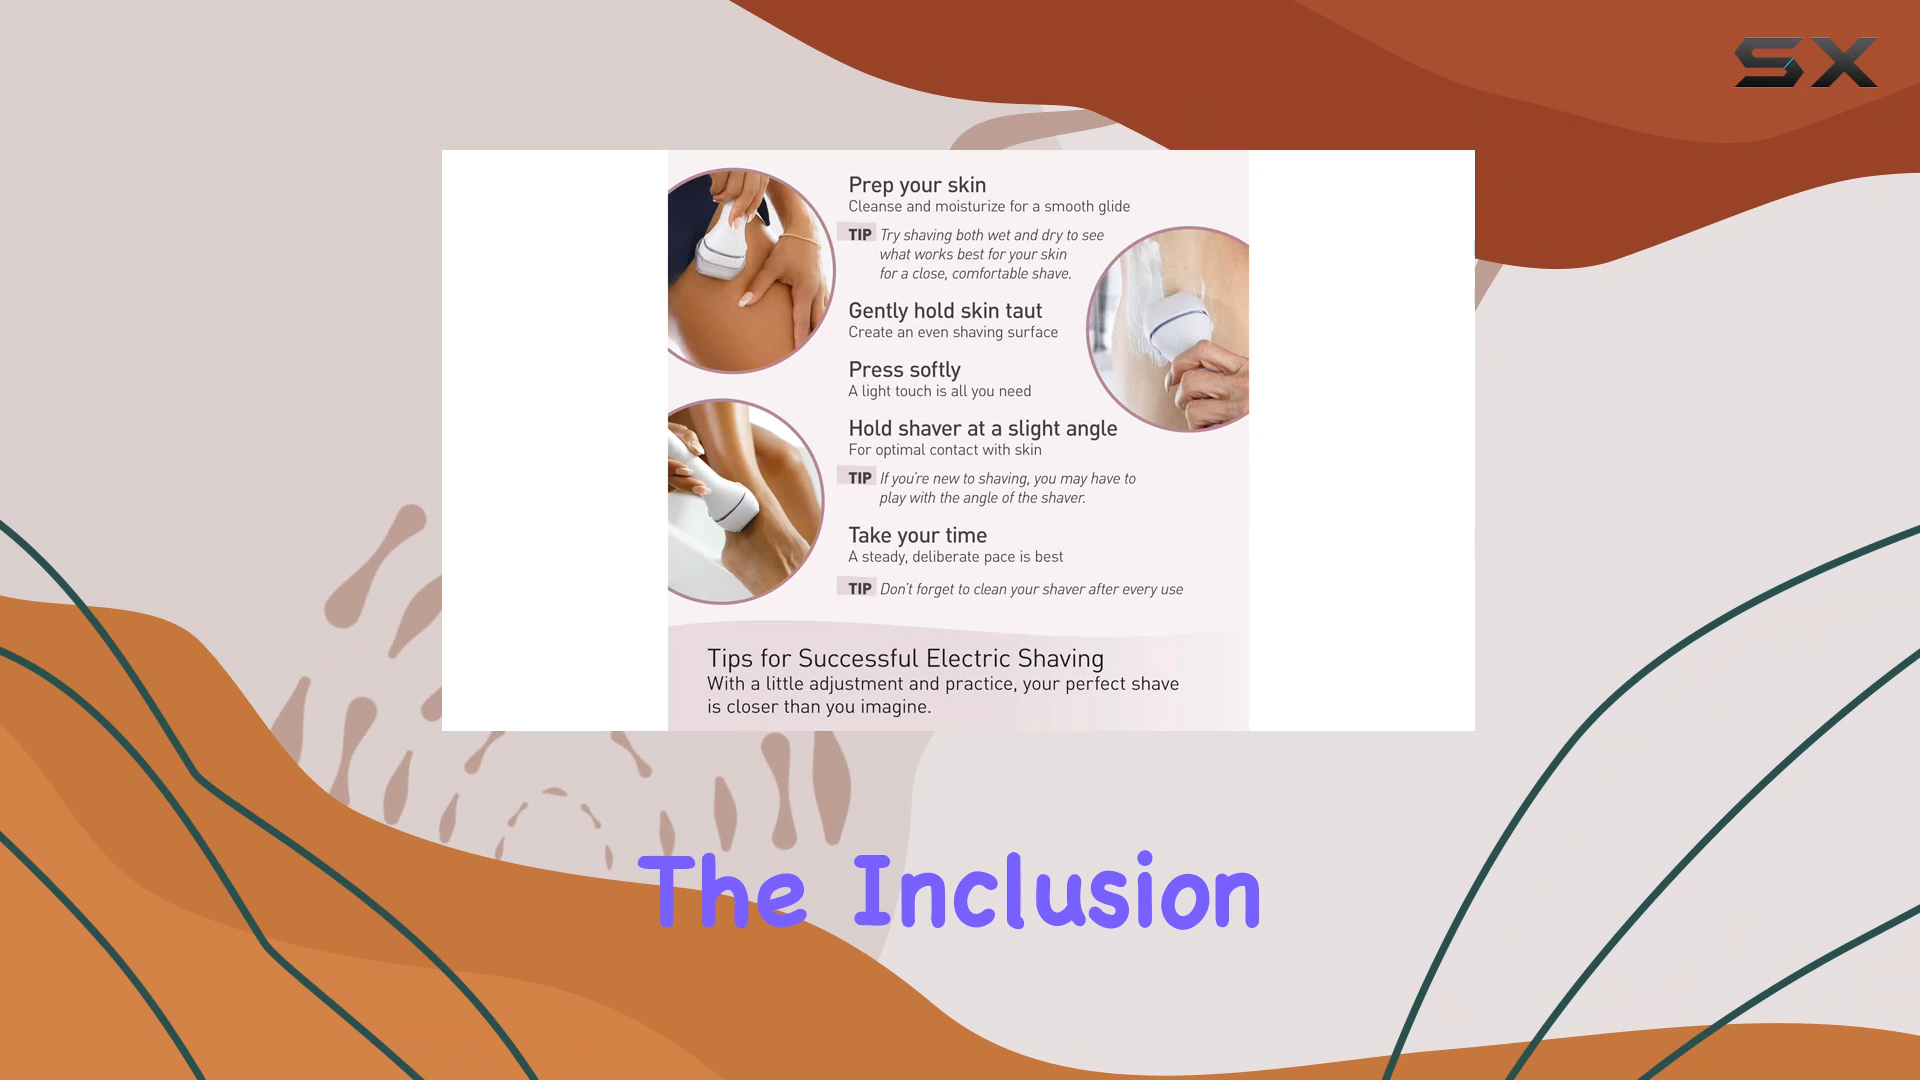 SX
Prep your skin
Cleanse and moisturize for a smooth glide
TIP Try shaving both wet and dry to see
what works best for your skin
for a close, comfortable shave.
Gently hold skin taut
Create an even shaving surface
Press softly
A light touch is all you need
Hold shaver at a slight angle
For optimal contact with skin
TIP If you're new to shaving, you may have to
play with the angle of the shaver.
Take your time
A steady, deliberate pace is best
TIP Don't forget to clean your shaver after every use
Tips for Successful Electric Shaving
With a little adjustment and practice, your perfect shave
is closer than you imagine.
The Inclusion